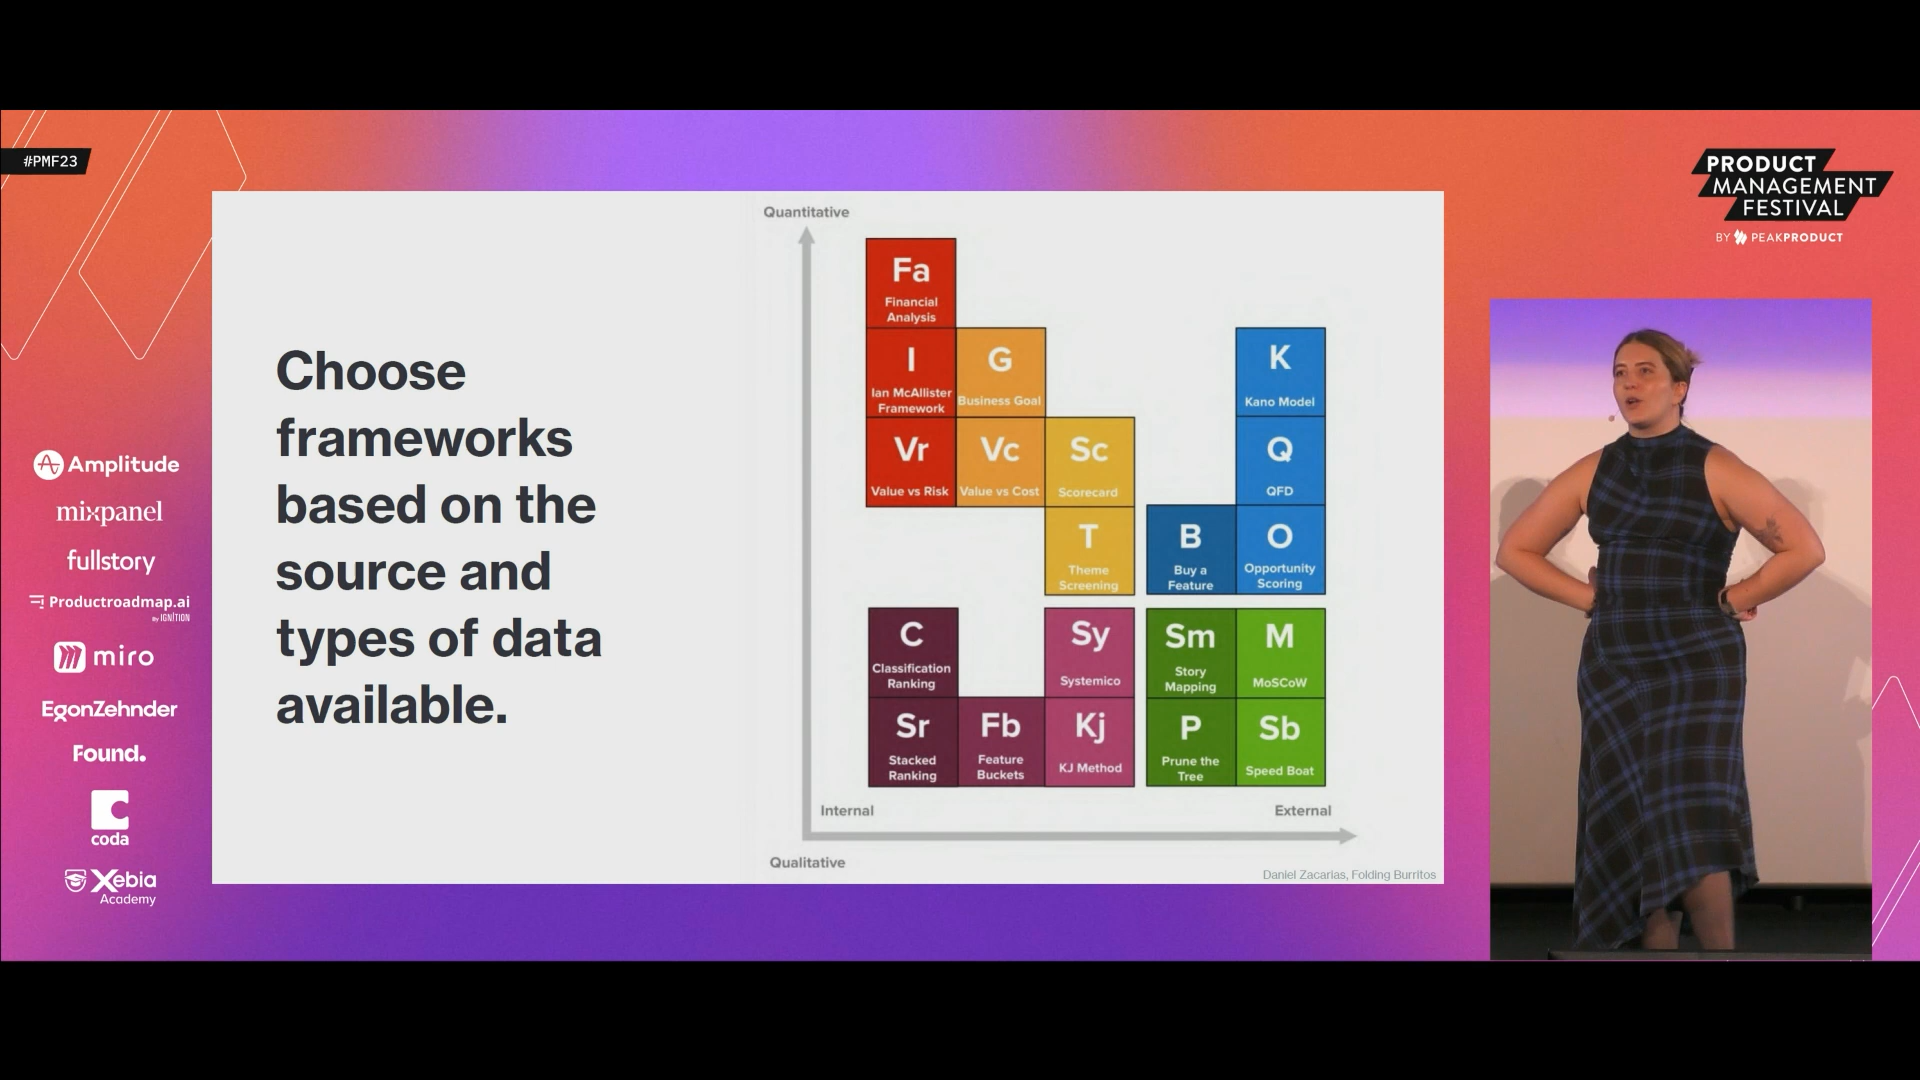 #PMF23
PRODUCT
MANAGEMENT
FESTIVAL
BY PEAKPRODUCT
Amplitude
mixpanel
fullstory
Productroadmap.ai
by IGNITION
miro
EgonZehnder
Found.
coda
Xebia
Academy
Choose
frameworks
based on the
source and
types of data
available.
Quantitative
Fa
Financial
Analysis
I
Ian McAllister
Framework
G
Business Goal
K
Kano Model
Vr
Value vs Risk
Vc
Value vs Cost
Sc
Scorecard
Q
QFD
T
Theme
Screening
B
Buy a
Feature
O
Opportunity
Scoring
C
Classification
Ranking
Sy
Systemico
Sm
Story
Mapping
M
MoSCoW
Sr
Stacked
Ranking
Fb
Feature
Buckets
Kj
KJ Method
P
Prune the
Tree
Sb
Speed Boat
Internal
External
Qualitative
Daniel Zacarias, Folding Burritos